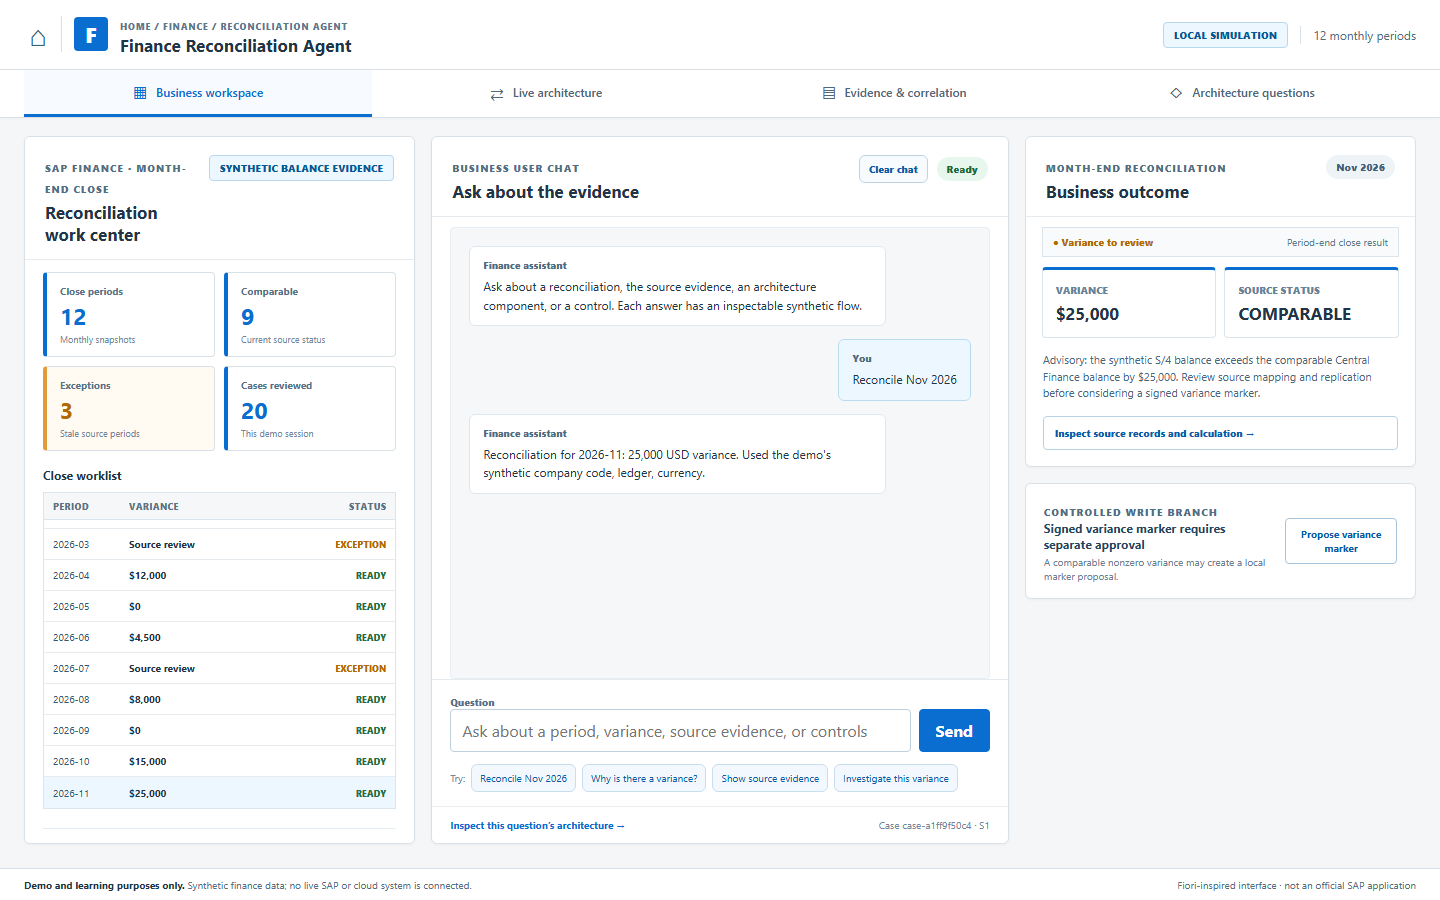 HOME / FINANCE / RECONCILIATION AGENT
F
Finance Reconciliation Agent
LOCAL SIMULATION
12 monthly periods
Business workspace
Live architecture
Evidence & correlation
Architecture questions
SAP FINANCE · MONTH-
END CLOSE
SYNTHETIC BALANCE EVIDENCE
Reconciliation
work center
Close periods
12
Monthly snapshots
Comparable
9
Current source status
Exceptions
3
Stale source periods
Cases reviewed
20
This demo session
Close worklist
PERIOD VARIANCE STATUS
2026-03 Source review EXCEPTION
2026-04 $12,000 READY
2026-05 $0 READY
2026-06 $4,500 READY
2026-07 Source review EXCEPTION
2026-08 $8,000 READY
2026-09 $0 READY
2026-10 $15,000 READY
2026-11 $25,000 READY
BUSINESS USER CHAT
Ask about the evidence
Clear chat
Ready
Finance assistant
Ask about a reconciliation, the source evidence, an architecture
component, or a control. Each answer has an inspectable synthetic flow.
You
Reconcile Nov 2026
Finance assistant
Reconciliation for 2026-11: 25,000 USD variance. Used the demo's
synthetic company code, ledger, currency.
Question
Ask about a period, variance, source evidence, or controls
Send
Try: Reconcile Nov 2026 Why is there a variance? Show source evidence Investigate this variance
Inspect this question's architecture →
Case case-a1ff9f50c4 · S1
MONTH-END RECONCILIATION
Nov 2026
Business outcome
• Variance to review
Period-end close result
VARIANCE
$25,000
SOURCE STATUS
COMPARABLE
Advisory: the synthetic S/4 balance exceeds the comparable Central
Finance balance by $25,000. Review source mapping and replication
before considering a signed variance marker.
Inspect source records and calculation →
CONTROLLED WRITE BRANCH
Signed variance marker requires
separate approval
A comparable nonzero variance may create a local
marker proposal.
Propose variance
marker
Demo and learning purposes only. Synthetic finance data; no live SAP or cloud system is connected.
Fiori-inspired interface · not an official SAP application